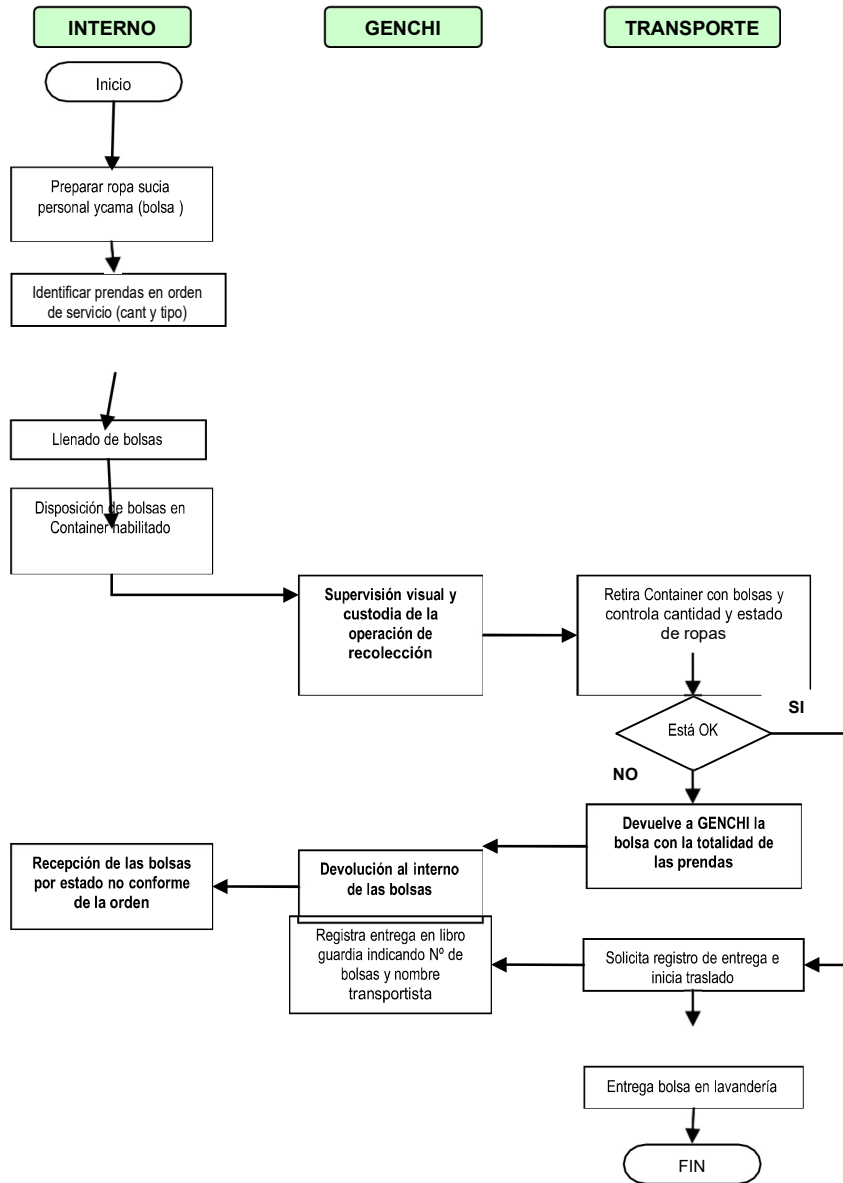 INTERNO
GENCHI
TRANSPORTE
Inicio
Preparar ropa sucia
personal ycama (bolsa )
Identificar prendas en orden
de servicio (cant y tipo)
Llenado de bolsas
Disposición de bolsas en
Container habilitado
Supervisión visual y
custodia de la
operación de
recolección
Retira Container con bolsas y
controla cantidad y estado
de ropas
SI
Está OK
NO
Devuelve a GENCHI la
bolsa con la totalidad de
las prendas
Devolución al interno
de las bolsas
Recepción de las bolsas
por estado no conforme
de la orden
Registra entrega en libro
guardia indicando Nº de
bolsas y nombre
transportista
Solicita registro de entrega e
inicia traslado
Entrega bolsa en lavandería
FIN